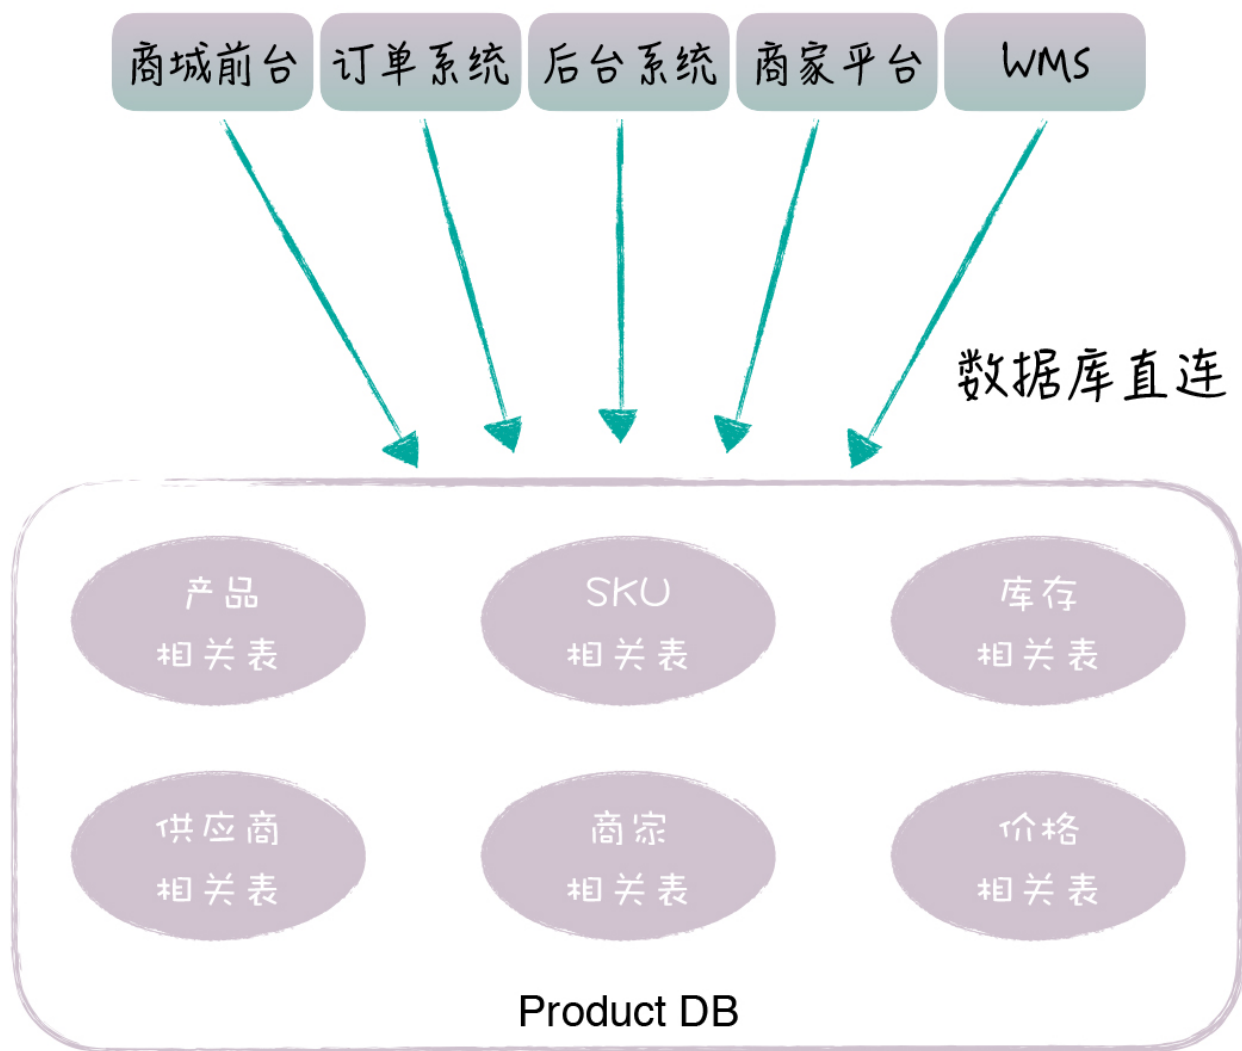 商城前台
订单系统
后台系统
商家平台
WMS
数据库直连
产品
相关表
SKU
相关表
库存
相关表
供应商
相关表
商家
相关表
价格
相关表
Product DB